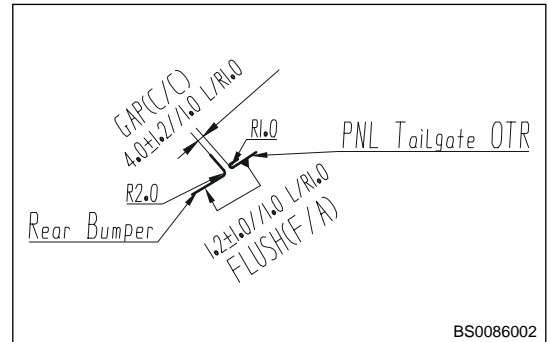 GAP(C/C)
4.0±1.2//1.0 L/R1.0
R1.0
PNL Tailgate OTR
R2.0
Rear Bumper
1.2±1.0//1.0 L/R1.0
FLUSH(F/A)
BS0086002